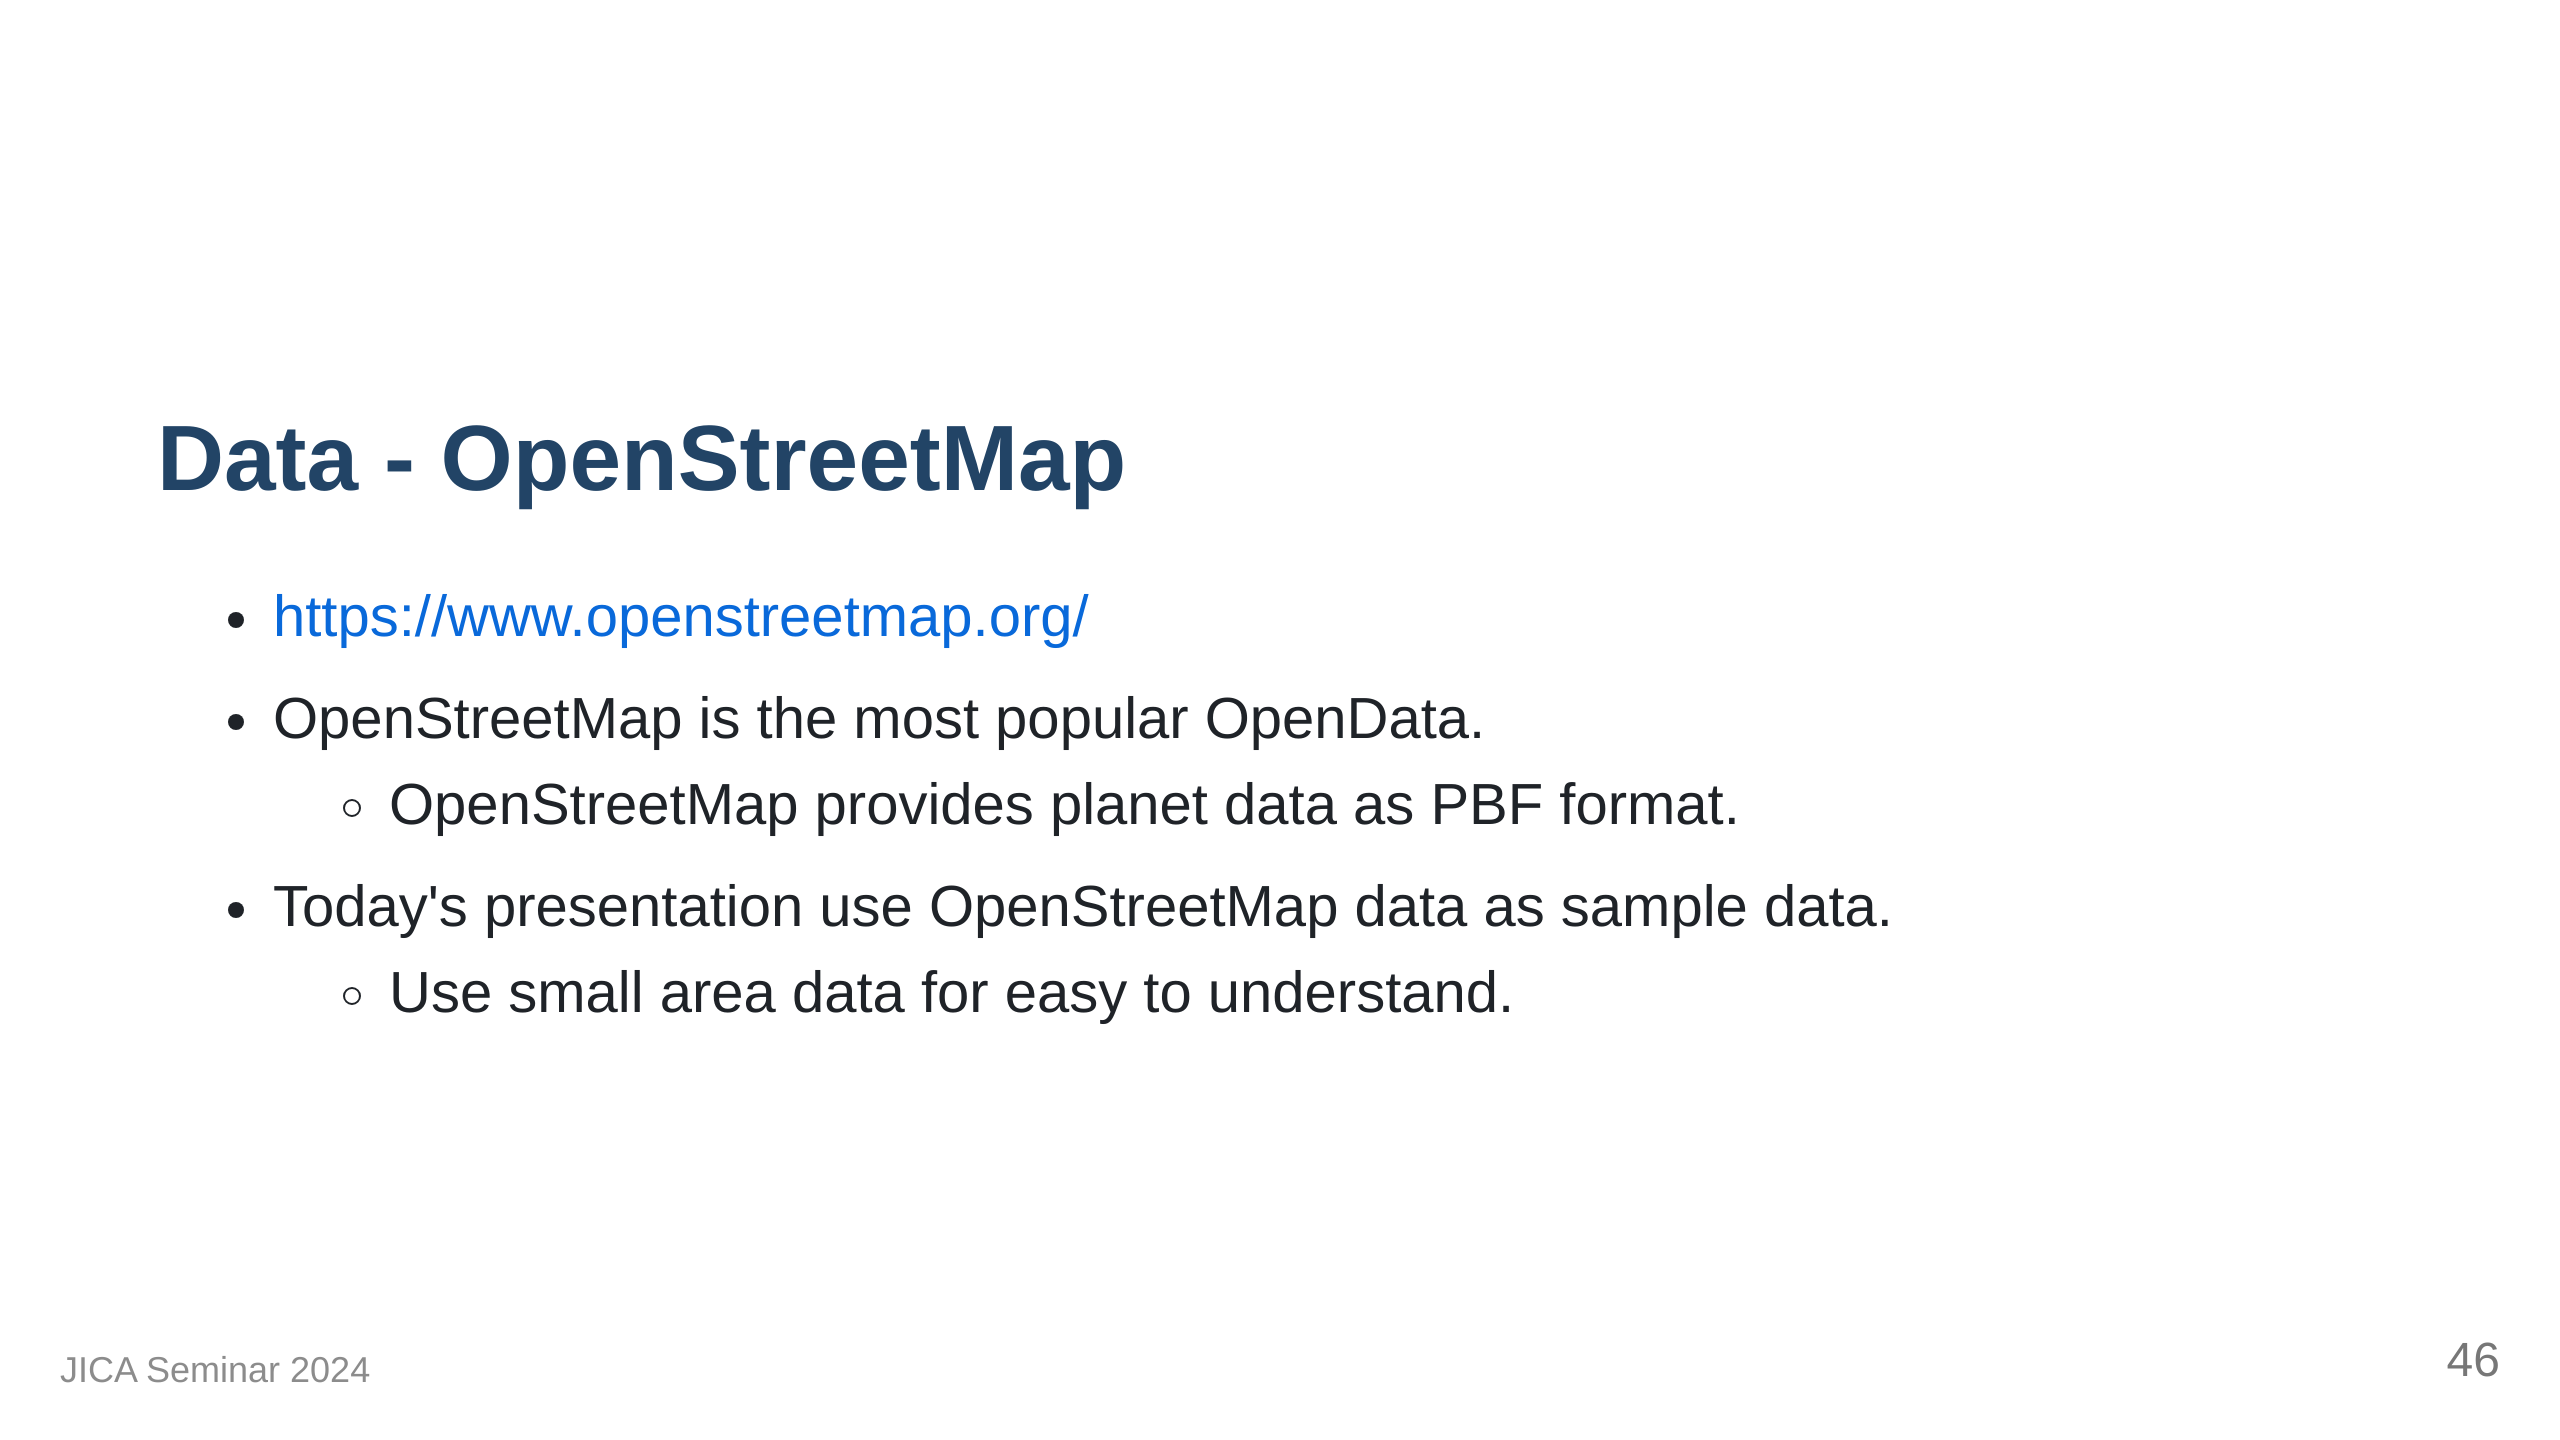 Data - OpenStreetMap
https://www.openstreetmap.org/
OpenStreetMap is the most popular OpenData.
OpenStreetMap provides planet data as PBF format.
Today's presentation use OpenStreetMap data as sample data.
Use small area data for easy to understand.
JICA Seminar 2024
46